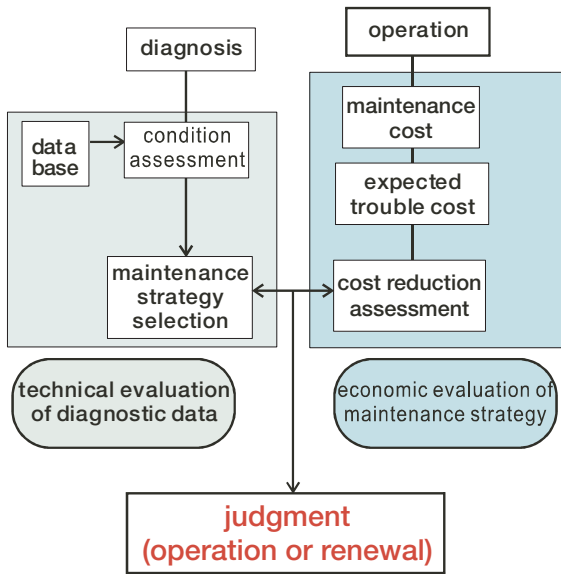 diagnosis
operation
data
base
condition
assessment
maintenance
strategy
selection
maintenance
cost
expected
trouble cost
cost reduction
assessment
technical evaluation
of diagnostic data
economic evaluation of
maintenance strategy
judgment
(operation or renewal)